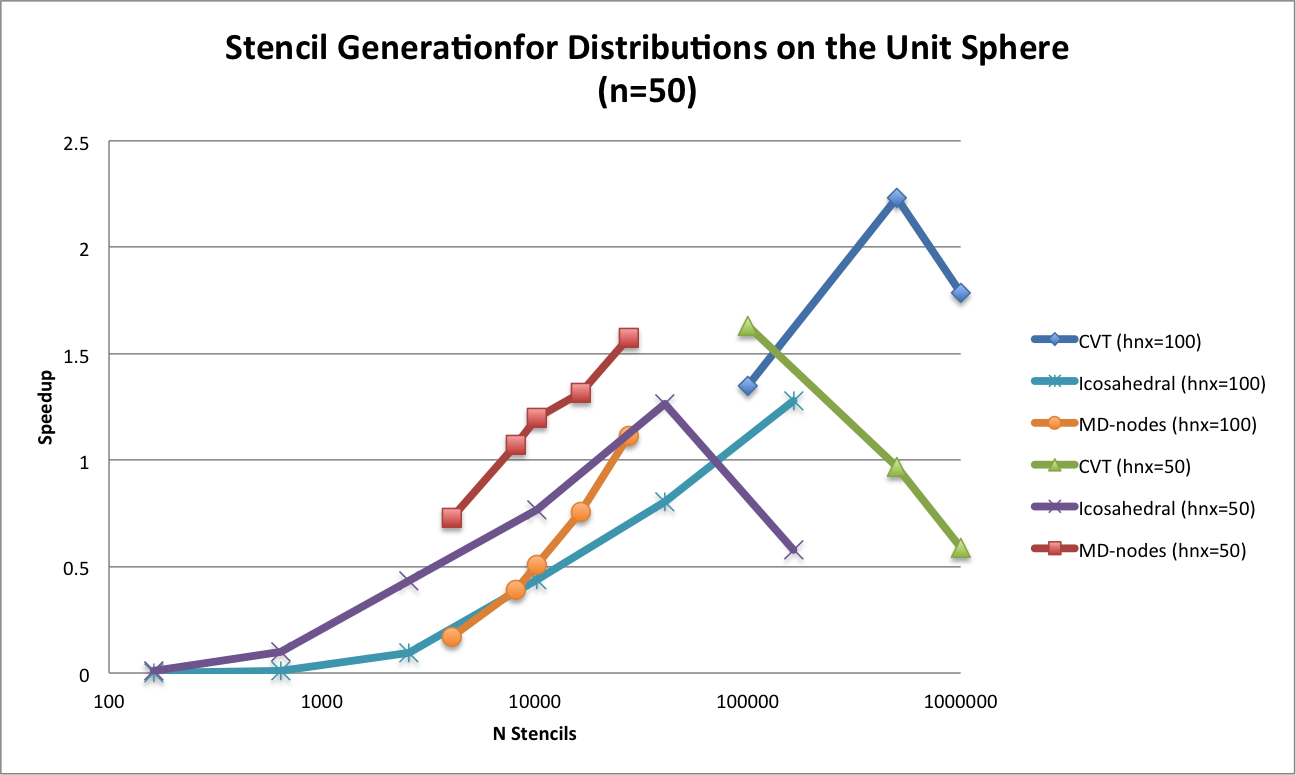 Stencil Generationfor Distributions on the Unit Sphere
(n=50)
2.5
2
1.5
1
0.5
0
Speedup
100
1000
10000
100000
1000000
N Stencils
CVT (hnx=100)
Icosahedral (hnx=100)
MD-nodes (hnx=100)
CVT (hnx=50)
Icosahedral (hnx=50)
MD-nodes (hnx=50)